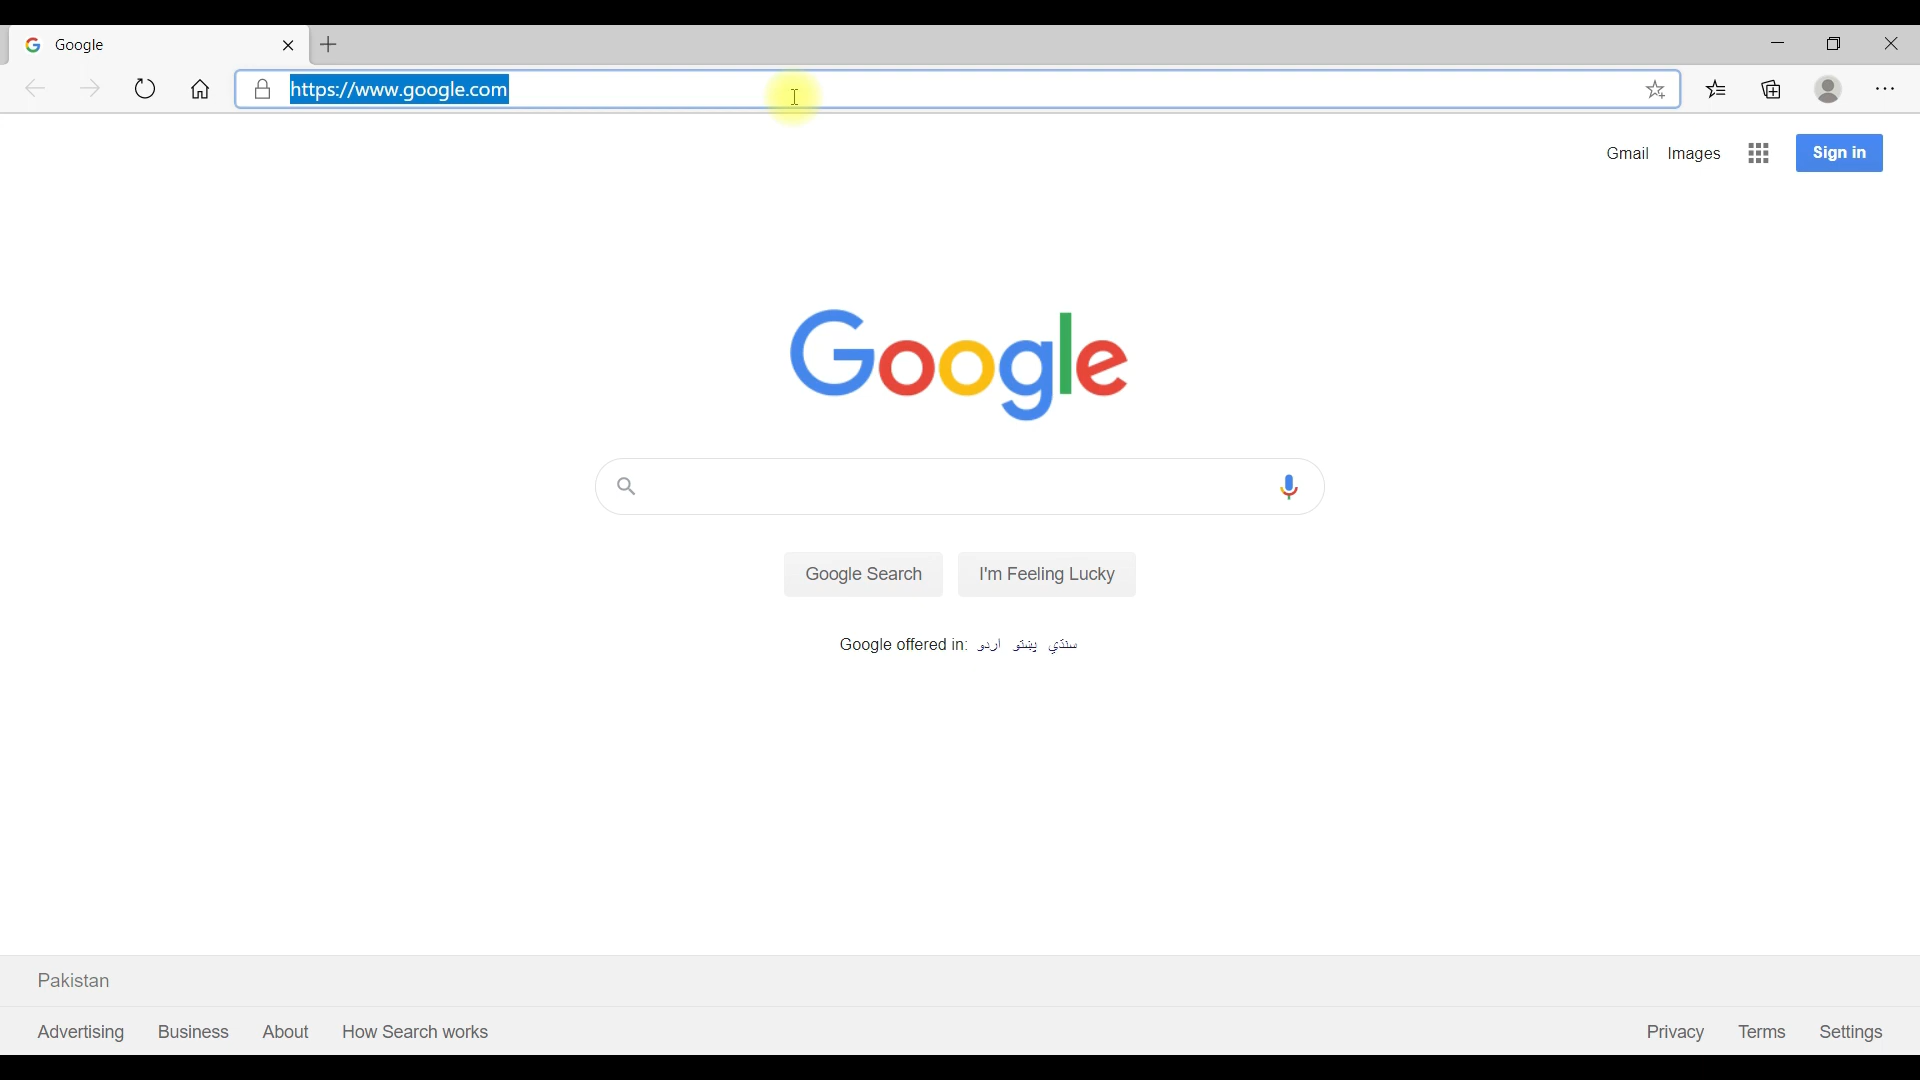 Google
https://www.google.com
Gmail Images Sign in
Google
Google Search I'm Feeling Lucky
Google offered in: اردو پښتو سنڌي
Pakistan
Advertising Business About How Search works Privacy Terms Settings